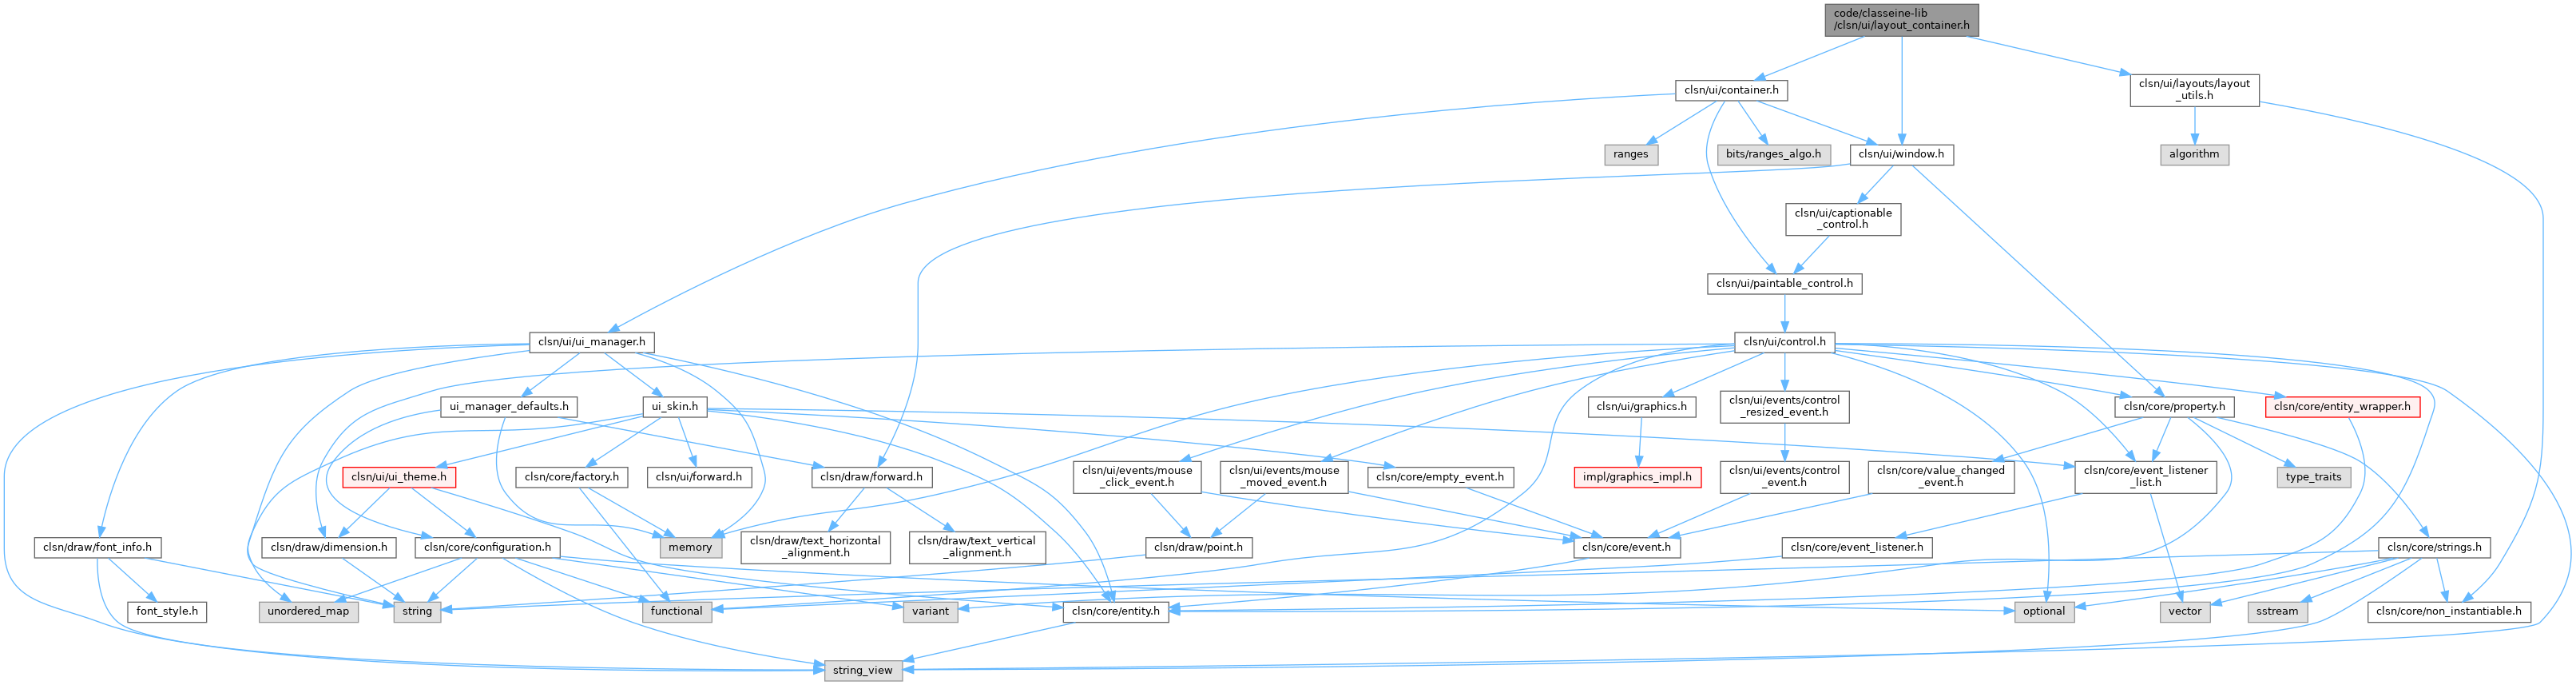 code/classeine-lib
/clsn/ui/layout_container.h
clsn/ui/container.h
clsn/ui/layouts/layout
_utils.h
ranges
bits/ranges_algo.h
clsn/ui/window.h
algorithm
clsn/ui/captionable
_control.h
clsn/ui/paintable_control.h
clsn/ui/ui_manager.h
clsn/ui/control.h
ui_manager_defaults.h
ui_skin.h
clsn/ui/graphics.h
clsn/ui/events/control
_resized_event.h
clsn/core/property.h
clsn/core/entity_wrapper.h
clsn/ui/ui_theme.h
clsn/core/factory.h
clsn/ui/forward.h
clsn/draw/forward.h
clsn/ui/events/mouse
_click_event.h
clsn/ui/events/mouse
_moved_event.h
clsn/core/empty_event.h
impl/graphics_impl.h
clsn/ui/events/control
_event.h
clsn/core/value_changed
_event.h
clsn/core/event_listener
_list.h
type_traits
clsn/draw/font_info.h
clsn/draw/dimension.h
clsn/core/configuration.h
memory
clsn/draw/text_horizontal
_alignment.h
clsn/draw/text_vertical
_alignment.h
clsn/draw/point.h
clsn/core/event.h
clsn/core/event_listener.h
clsn/core/strings.h
font_style.h
unordered_map
string
functional
variant
clsn/core/entity.h
optional
vector
sstream
clsn/core/non_instantiable.h
string_view